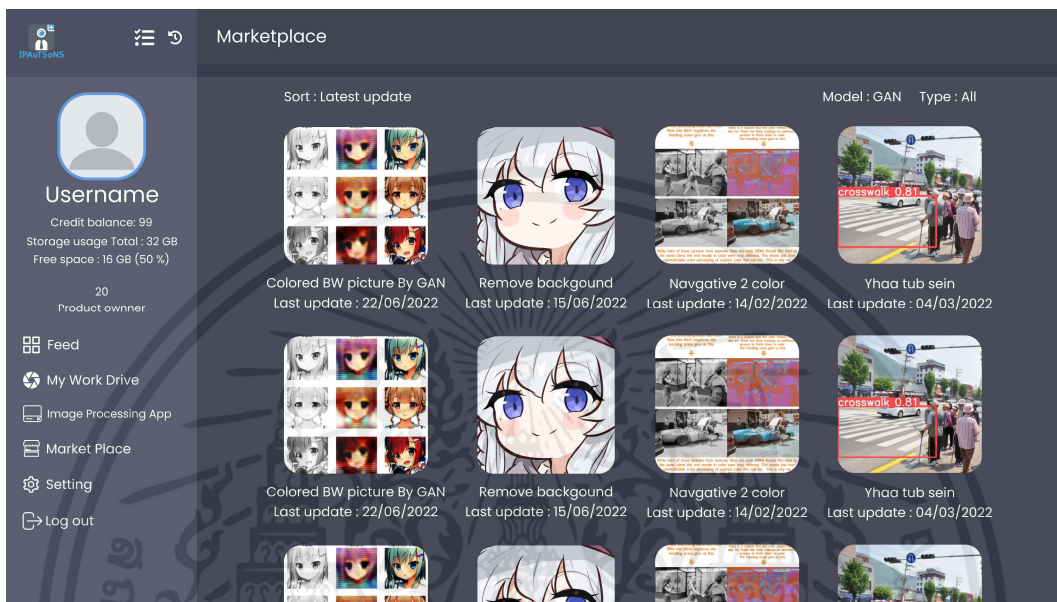 IPAuTSoNS
Marketplace
Username
Credit balance: 99
Storage usage Total : 32 GB
Free space : 16 GB (50 %)
20
Product ownner
Feed
My Work Drive
Image Processing App
Market Place
Setting
Log out
Sort : Latest update
Model : GAN Type : All
crosswalk 0.81
Colored BW picture By GAN
Last update : 22/06/2022
Remove backgound
Last update : 15/06/2022
Navgative 2 color
Last update : 14/02/2022
Yhaa tub sein
Last update : 04/03/2022
crosswalk 0.81
Colored BW picture By GAN
Last update : 22/06/2022
Remove backgound
Last update : 15/06/2022
Navgative 2 color
Last update : 14/02/2022
Yhaa tub sein
Last update : 04/03/2022